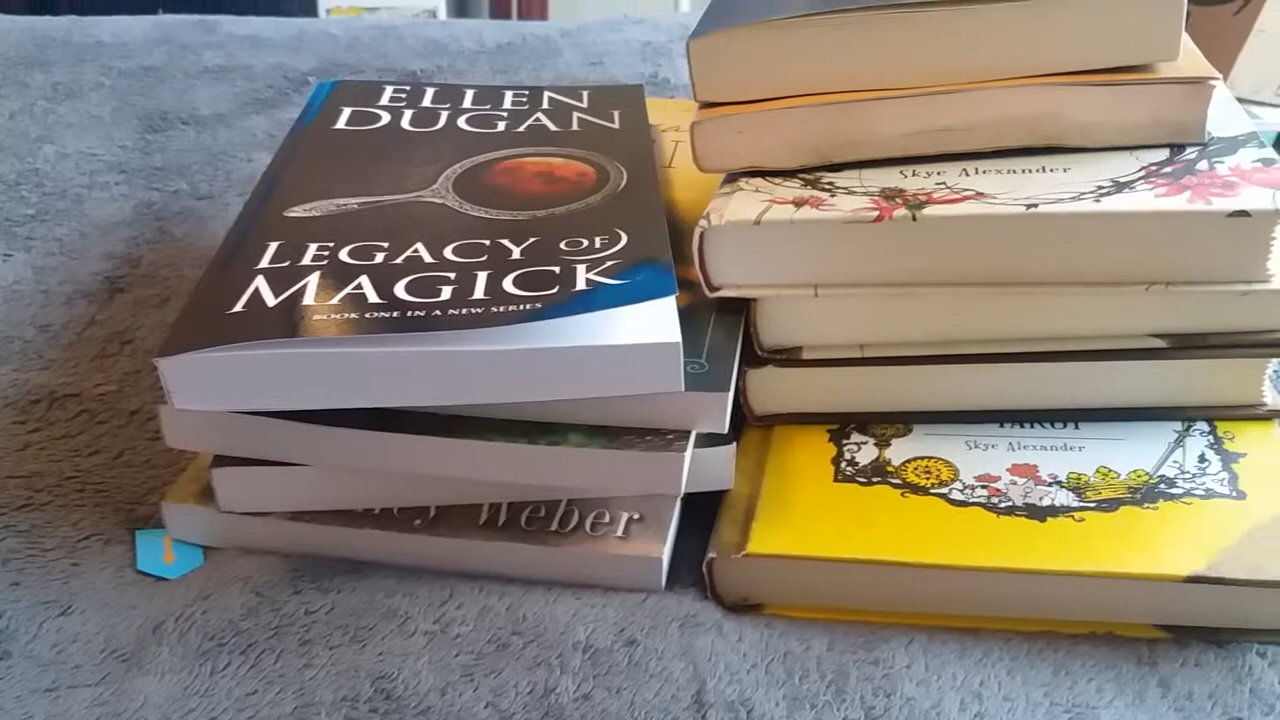 ELLEN
DUGAN
LEGACY OF
MAGICK
BOOK ONE IN A NEW SERIES
Weber
Skye Alexander
TAROT
Skye Alexander